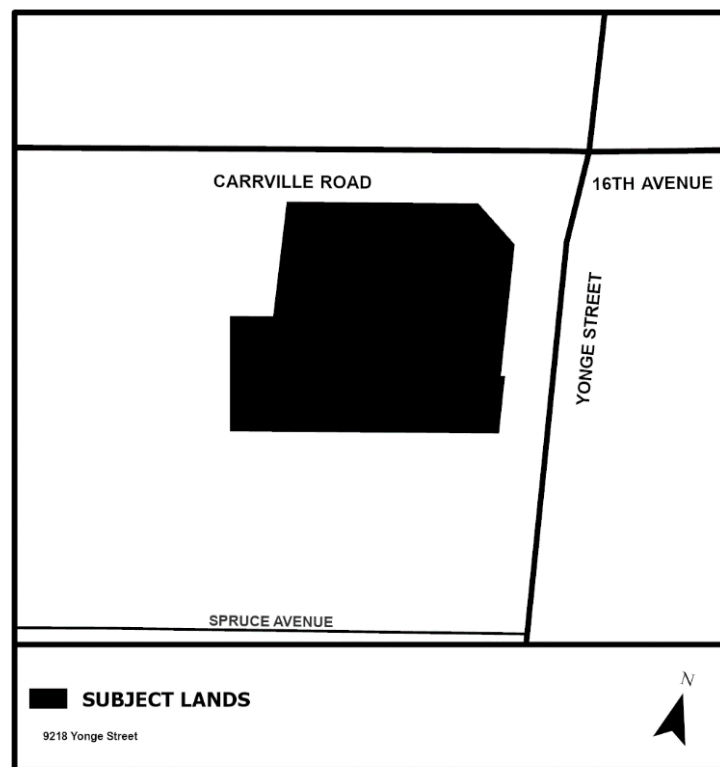 CARRVILLE ROAD
16TH AVENUE
YONGE STREET
SPRUCE AVENUE
N
SUBJECT LANDS
9218 Yonge Street